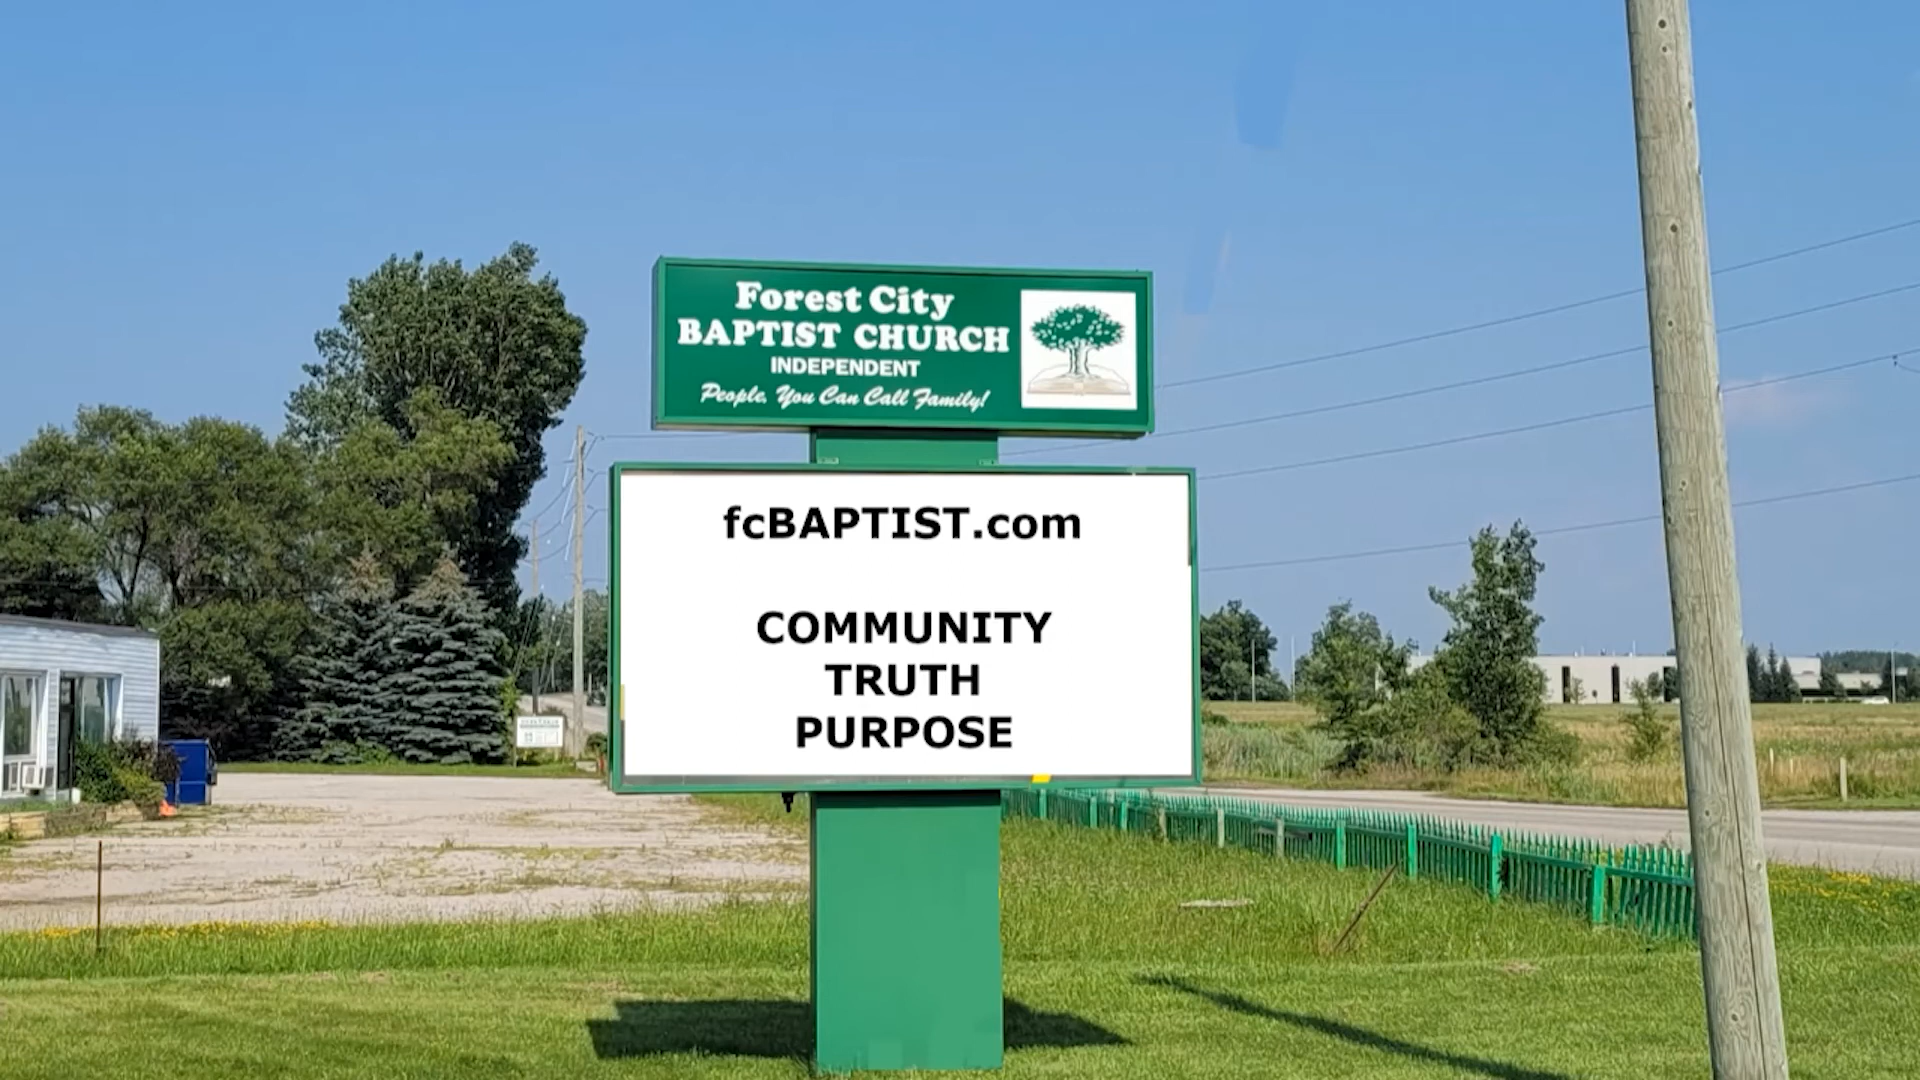 Forest City
BAPTIST CHURCH
INDEPENDENT
People, You Can Call Family!
fcBAPTIST.com
COMMUNITY
TRUTH
PURPOSE